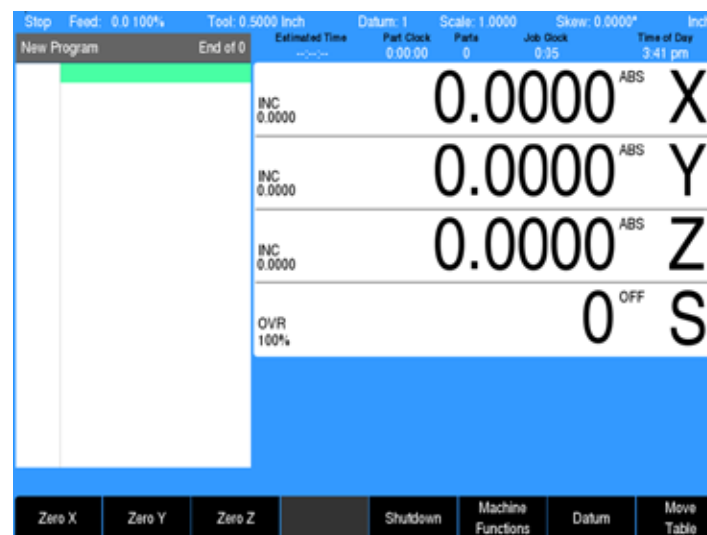 Stop Feed: 0.0 100% Tool: 0.5000 Inch Datum: 1 Scale: 1.0000 Skew: 0.0000° Inch
New Program End of 0
Estimated Time Part Clock Parts Job Clock Time of Day
--:--:-- 0:00:00 0 0:05 3:41 pm
INC
0.0000
0.0000 ABS X
INC
0.0000
0.0000 ABS Y
INC
0.0000
0.0000 ABS Z
OVR
100%
0 OFF S
Zero X Zero Y Zero Z Shutdown Machine Functions Datum Move Table